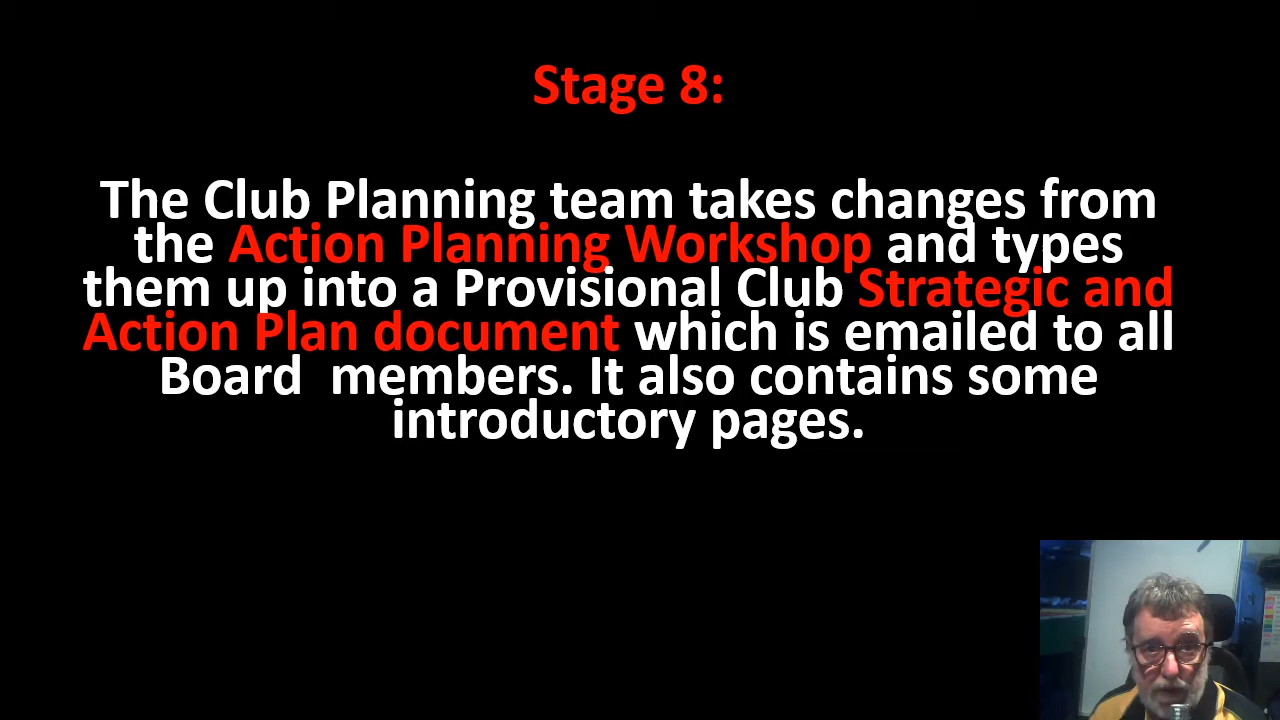 Stage 8:
The Club Planning team takes changes from
the Action Planning Workshop and types
them up into a Provisional Club Strategic and
Action Plan document which is emailed to all
Board  members. It also contains some
introductory pages.